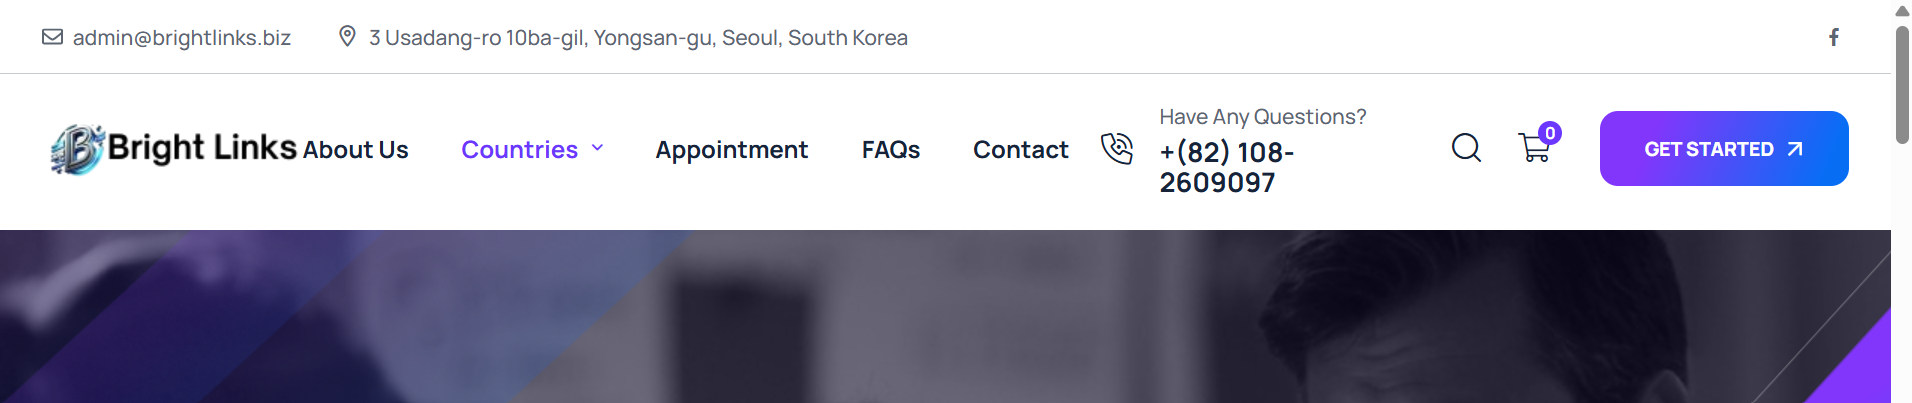 admin@brightlinks.biz
3 Usadang-ro 10ba-gil, Yongsan-gu, Seoul, South Korea
Bright Links
About Us
Countries
Appointment
FAQs
Contact
Have Any Questions?
+(82) 108-
2609097
0
GET STARTED